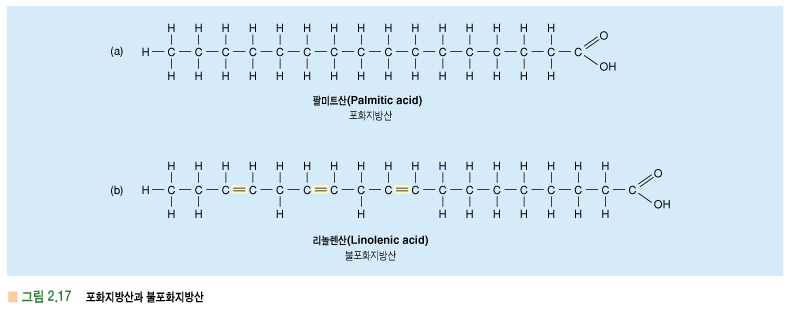 H H H H H H H H H H H H H H H
(a) H C C C C C C C C C C C C C C C C O
OH
H H H H H H H H H H H H H H H
팔미트산(Palmitic acid)
포화지방산
H H H H H H H H H H H H H H H H H
(b) H C C C = C C C = C C C = C C C C C C C C C O
OH
H H H H H H H H H H H
리놀렌산(Linolenic acid)
불포화지방산
그림 2.17 포화지방산과 불포화지방산